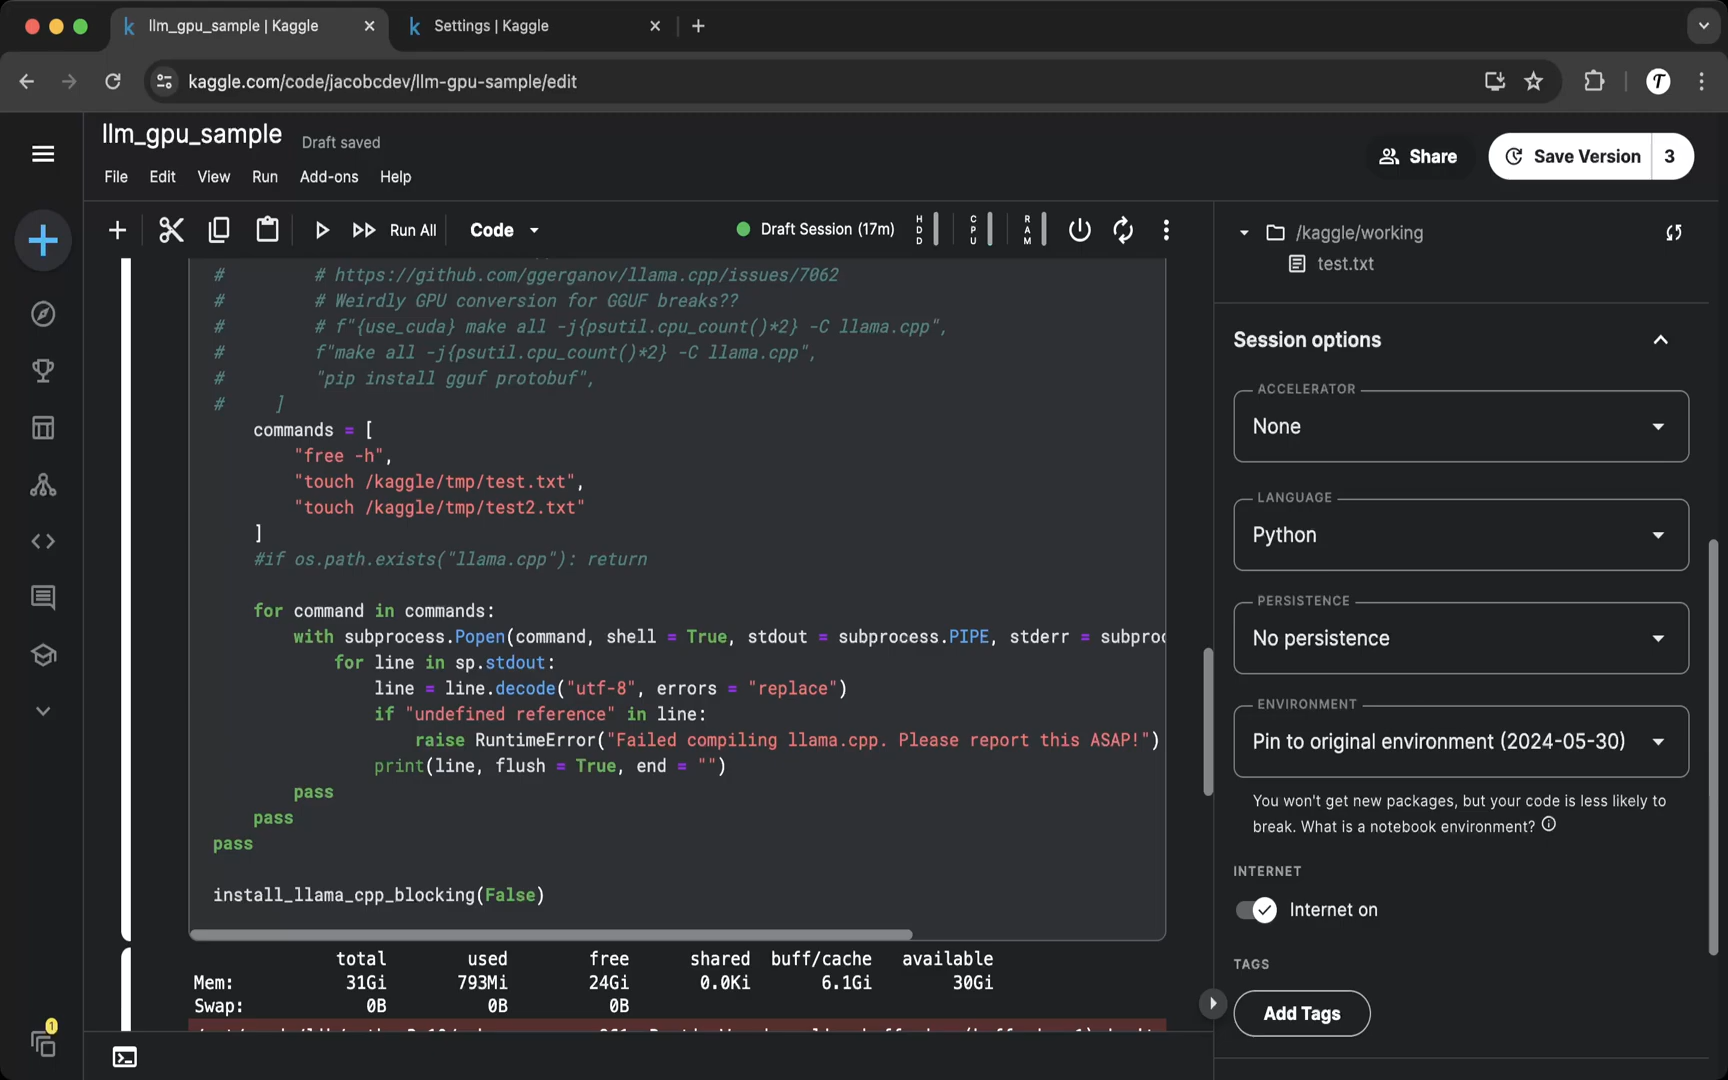 llm_gpu_sample | Kaggle
Settings | Kaggle
kaggle.com/code/jacobcdev/llm-gpu-sample/edit
llm_gpu_sample Draft saved
File Edit View Run Add-ons Help
Share
Save Version 3
Run All
Code
Draft Session (17m)
HDD
CPU
RAM
#         # https://github.com/ggerganov/llama.cpp/issues/7062
#         # Weirdly GPU conversion for GGUF breaks??
#         # f"{use_cuda} make all -j{psutil.cpu_count()*2} -C llama.cpp",
#         f"make all -j{psutil.cpu_count()*2} -C llama.cpp",
#         "pip install gguf protobuf",
#     ]
    commands = [
        "free -h",
        "touch /kaggle/tmp/test.txt",
        "touch /kaggle/tmp/test2.txt"
    ]
    #if os.path.exists("llama.cpp"): return
    for command in commands:
        with subprocess.Popen(command, shell = True, stdout = subprocess.PIPE, stderr = subproc
            for line in sp.stdout:
                line = line.decode("utf-8", errors = "replace")
                if "undefined reference" in line:
                    raise RuntimeError("Failed compiling llama.cpp. Please report this ASAP!")
                print(line, flush = True, end = "")
        pass
    pass
pass
install_llama_cpp_blocking(False)
total used free shared buff/cache available
Mem: 31Gi 793Mi 24Gi 0.0Ki 6.1Gi 30Gi
Swap: 0B 0B 0B
/kaggle/working
test.txt
Session options
ACCELERATOR
None
LANGUAGE
Python
PERSISTENCE
No persistence
ENVIRONMENT
Pin to original environment (2024-05-30)
You won't get new packages, but your code is less likely to
break. What is a notebook environment?
INTERNET
Internet on
TAGS
Add Tags
1